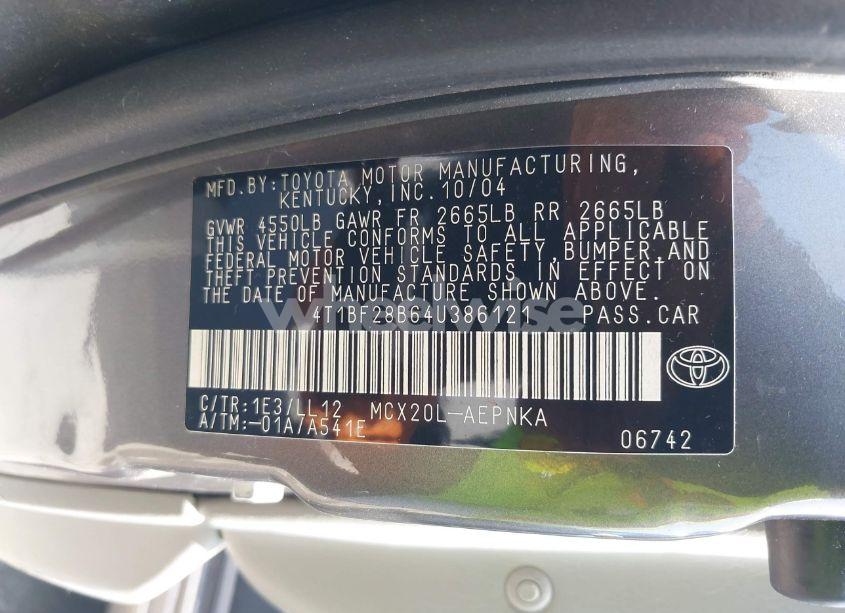 MFD.BY:TOYOTA MOTOR MANUFACTURING,
KENTUCKY,INC.10/04
GVWR 4550LB GAWR FR 2665LB RR 2665LB
THIS VEHICLE CONFORMS TO ALL APPLICABLE
FEDERAL MOTOR VEHICLE SAFETY,BUMPER,AND
THEFT PREVENTION STANDARDS IN EFFECT ON
THE DATE OF MANUFACTURE SHOWN ABOVE.
4T1BF28B64U386121 PASS.CAR
wheelwise
C/TR:1E3/LL12 MCX20L-AEPNKA
A/TM:-01A/A541E
06742